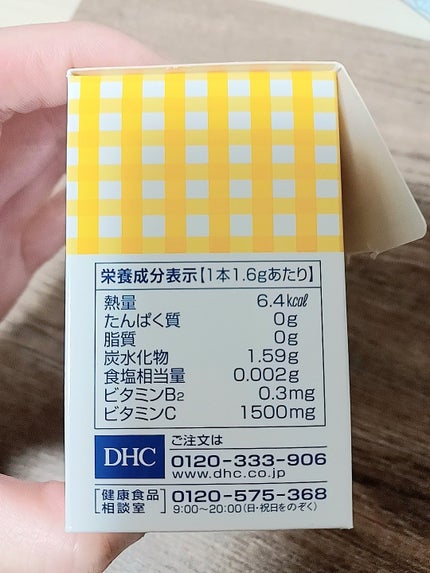 栄養成分表示【1本1.6gあたり】
熱量 6.4kcal
たんぱく質 0g
脂質 0g
炭水化物 1.59g
食塩相当量 0.002g
ビタミンB2 0.3mg
ビタミンC 1500mg
DHC
ご注文は
0120-333-906
www.dhc.co.jp
[健康食品相談室] 0120-575-368
9:00～20:00(日・祝日をのぞく)